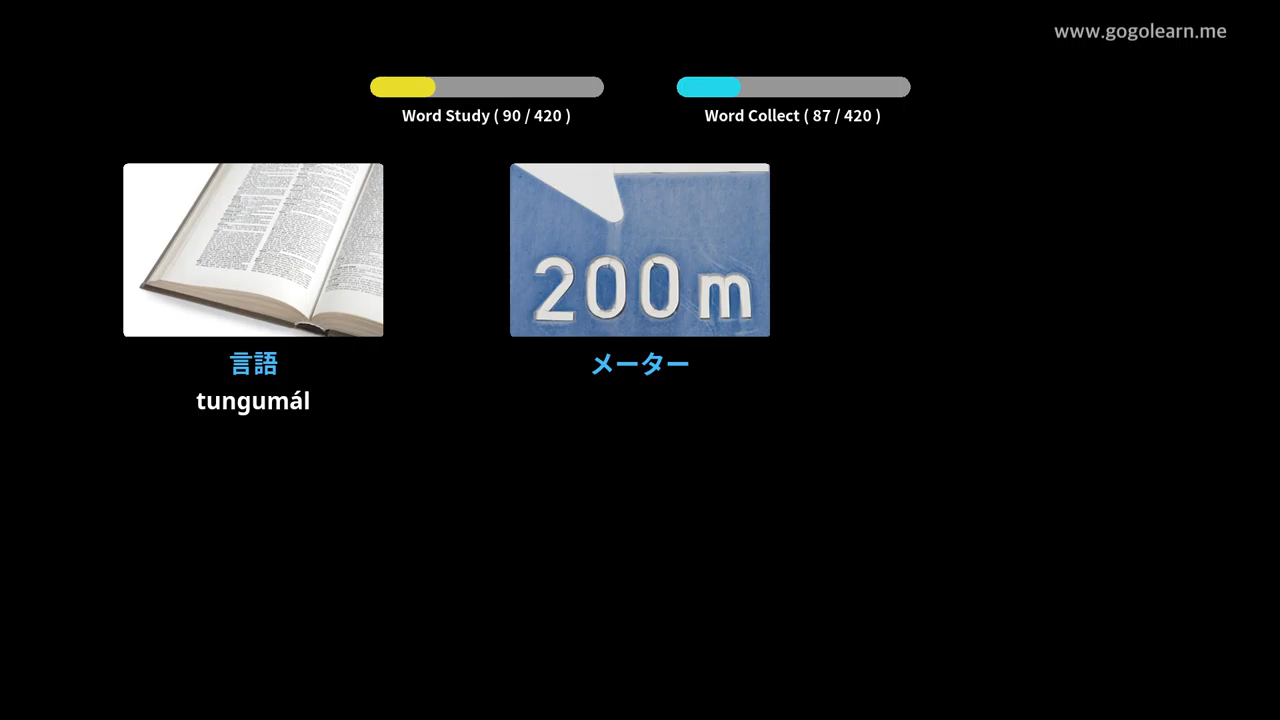 www.gogolearn.me
Word Study ( 90 / 420 )
Word Collect ( 87 / 420 )
200 m
言語
メーター
tungumál